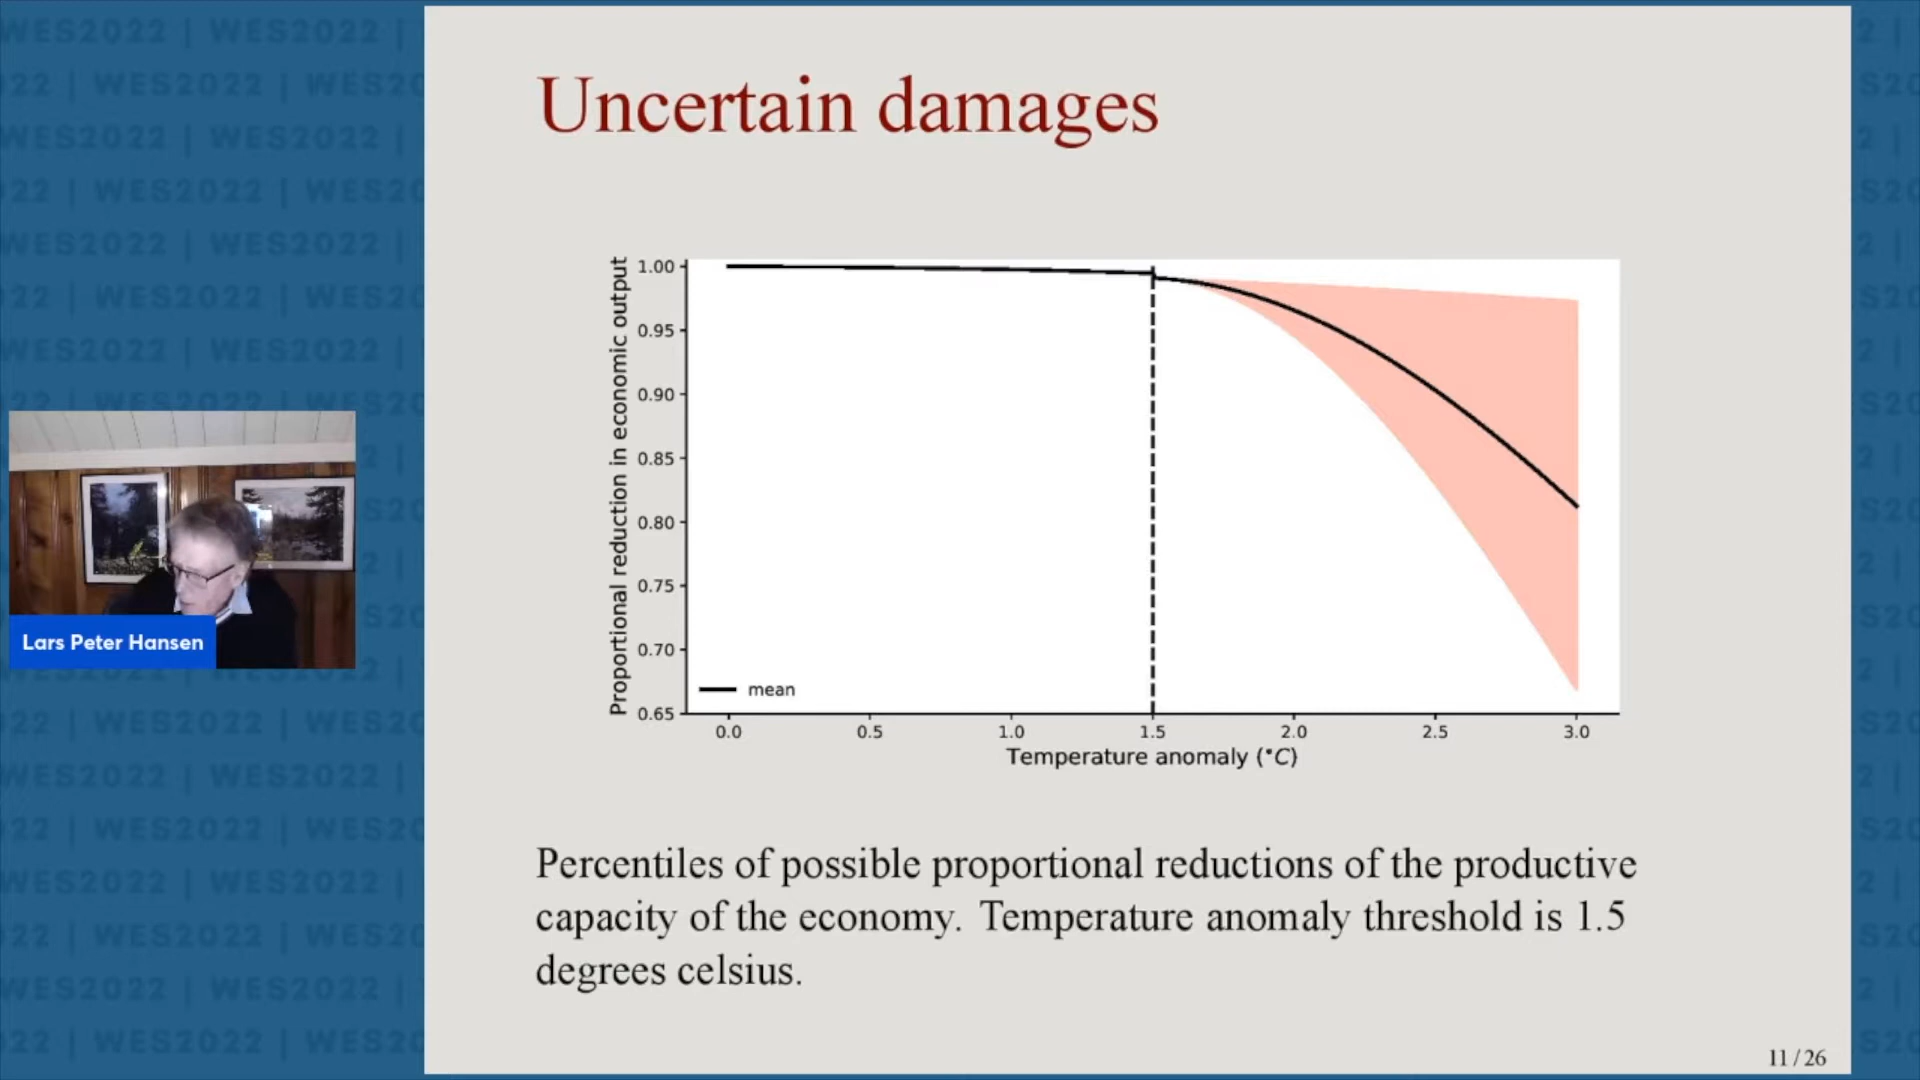 WES2022 | WES2022 |
Uncertain damages
Proportional reduction in economic output
1.00
0.95
0.90
0.85
0.80
0.75
0.70
0.65
mean
0.0 0.5 1.0 1.5 2.0 2.5 3.0
Temperature anomaly (°C)
Lars Peter Hansen
Percentiles of possible proportional reductions of the productive
capacity of the economy. Temperature anomaly threshold is 1.5
degrees celsius.
11 / 26